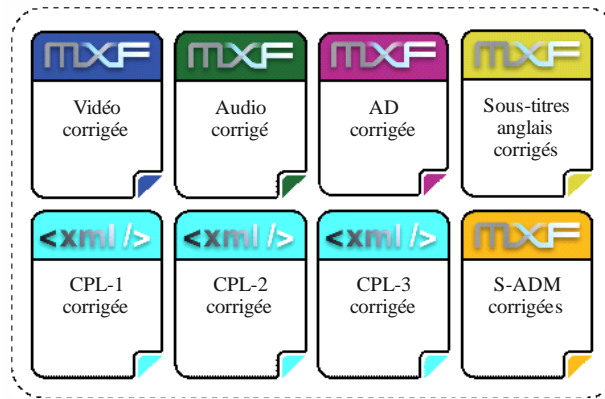 MXF
Vidéo
corrigée
MXF
Audio
corrigé
MXF
AD
corrigée
MXF
Sous-titres
anglais
corrigés
<xml />
CPL-1
corrigée
<xml />
CPL-2
corrigée
<xml />
CPL-3
corrigée
MXF
S-ADM
corrigées